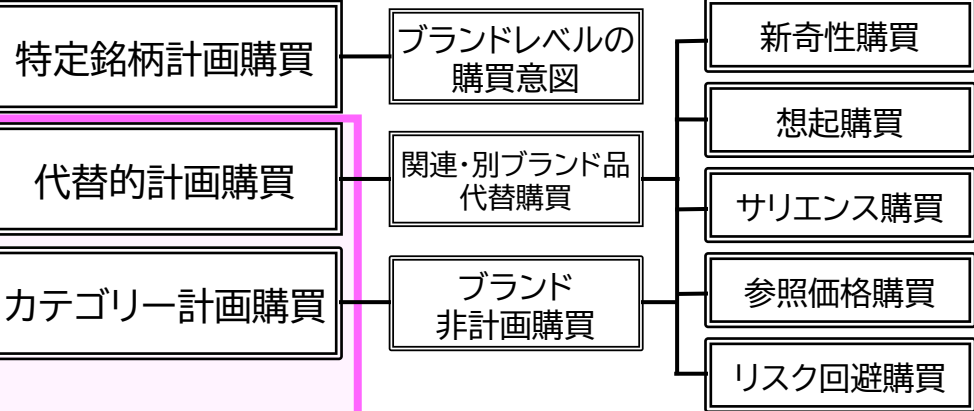 特定銘柄計画購買
ブランドレベルの
購買意図
新奇性購買
想起購買
代替的計画購買
関連・別ブランド品
代替購買
サリエンス購買
カテゴリー計画購買
ブランド
非計画購買
参照価格購買
リスク回避購買